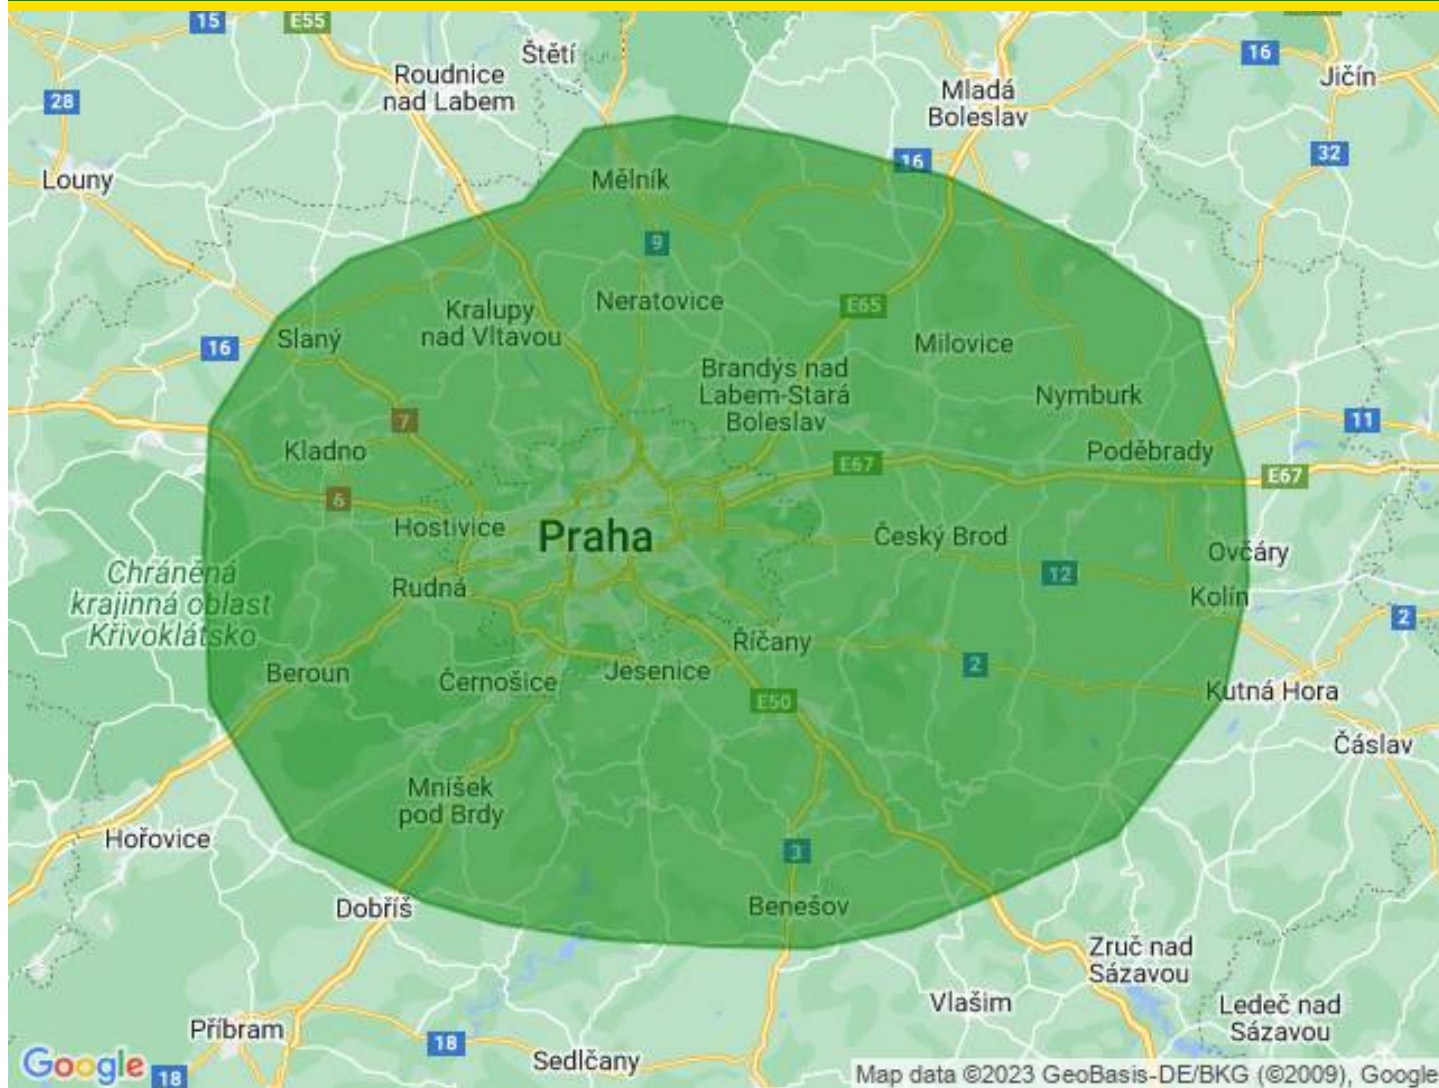 15
E55
Štětí
Roudnice
nad Labem
16
Jičín
Mladá
Boleslav
28
32
16
Louny
Mělník
9
Neratovice
E65
Kralupy
nad Vltavou
Slaný
16
Milovice
Brandýs nad
Labem-Stará
Boleslav
Nymburk
7
11
Kladno
Poděbrady
E67
E67
6
Hostivice
Praha
Český Brod
Ovčáry
Chráněná
krajinná oblast
Křivoklátsko
12
Rudná
Kolín
2
Říčany
Beroun
Černošice
Jesenice
2
Kutná Hora
E50
Čáslav
Mníšek
pod Brdy
Hořovice
3
Dobříš
Benešov
Zruč nad
Sázavou
Vlašim
Ledeč nad
Sázavou
Příbram
18
Sedlčany
Google
18
Map data ©2023 GeoBasis-DE/BKG (©2009), Google